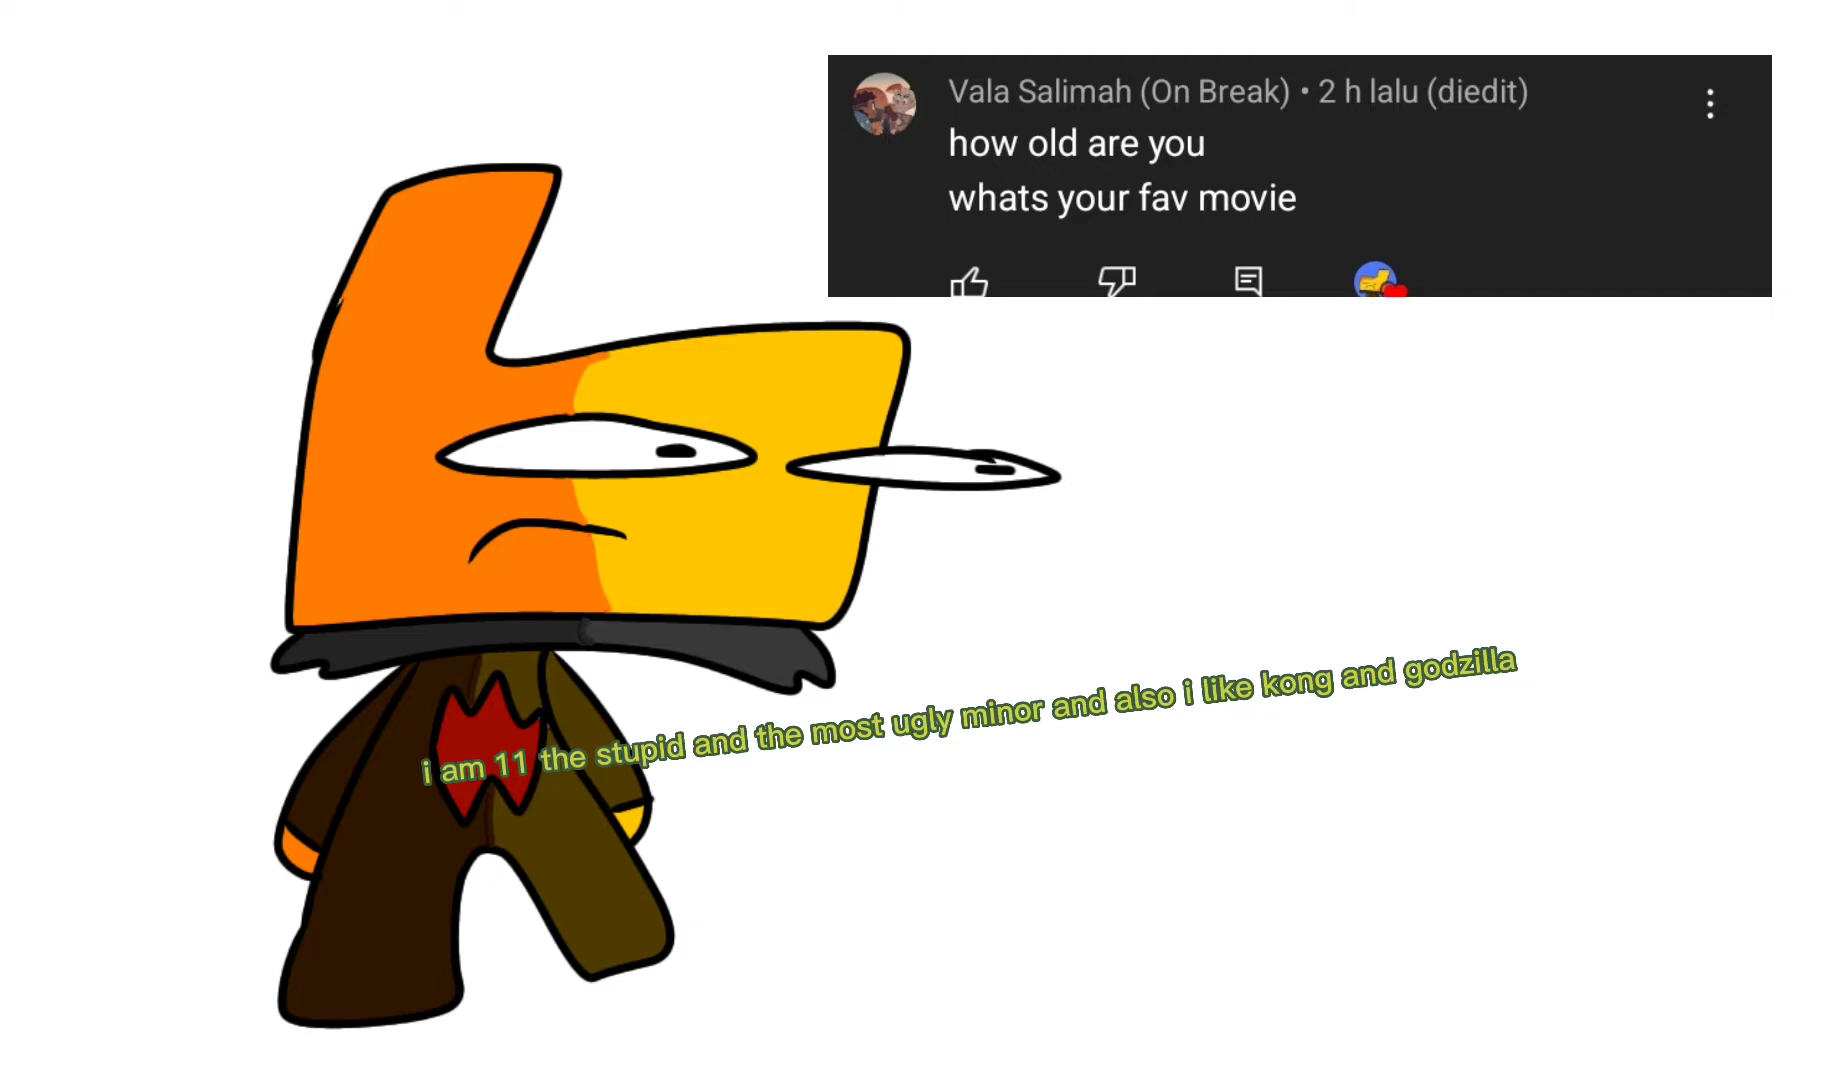 Vala Salimah (On Break) • 2 h lalu (diedit)
how old are you
whats your fav movie
i am 11 the stupid and the most ugly minor and also i like kong and godzilla